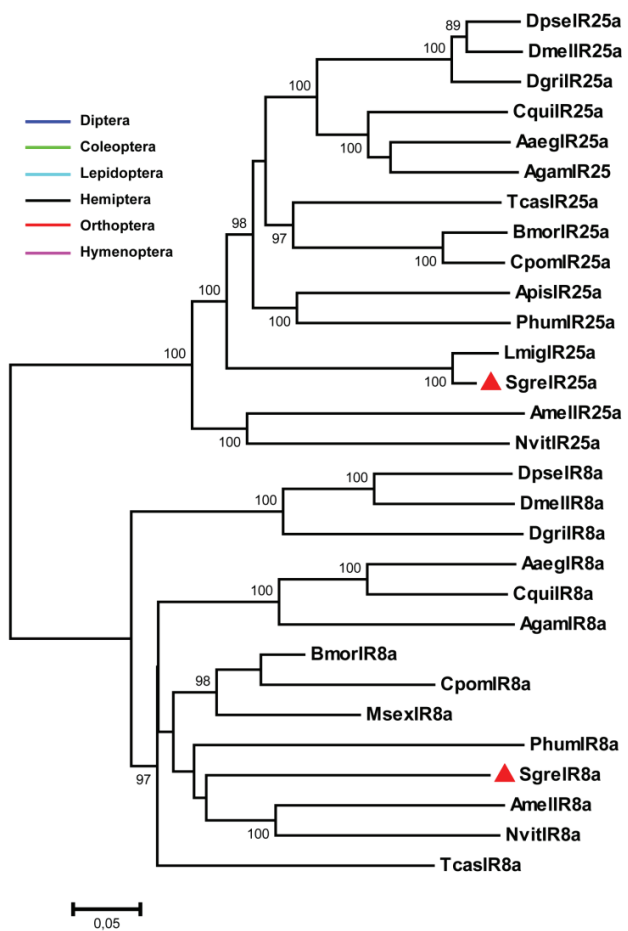 89
DpseIR25a
100
DmelIR25a
100
DgriIR25a
CquiIR25a
Diptera
AaegIR25a
Coleoptera
100
AgamIR25
Lepidoptera
TcasIR25a
Hemiptera
98
BmorIR25a
Orthoptera
97
100
CpomIR25a
Hymenoptera
100
ApisIR25a
100
PhumIR25a
LmigIR25a
100
100
SgreIR25a
AmelIR25a
100
NvitIR25a
100
DpseIR8a
100
DmelIR8a
DgriIR8a
100
AaegIR8a
100
CquiIR8a
AgamIR8a
BmorIR8a
98
CpomIR8a
MsexIR8a
PhumIR8a
97
SgreIR8a
AmelIR8a
100
NvitIR8a
TcasIR8a
0,05